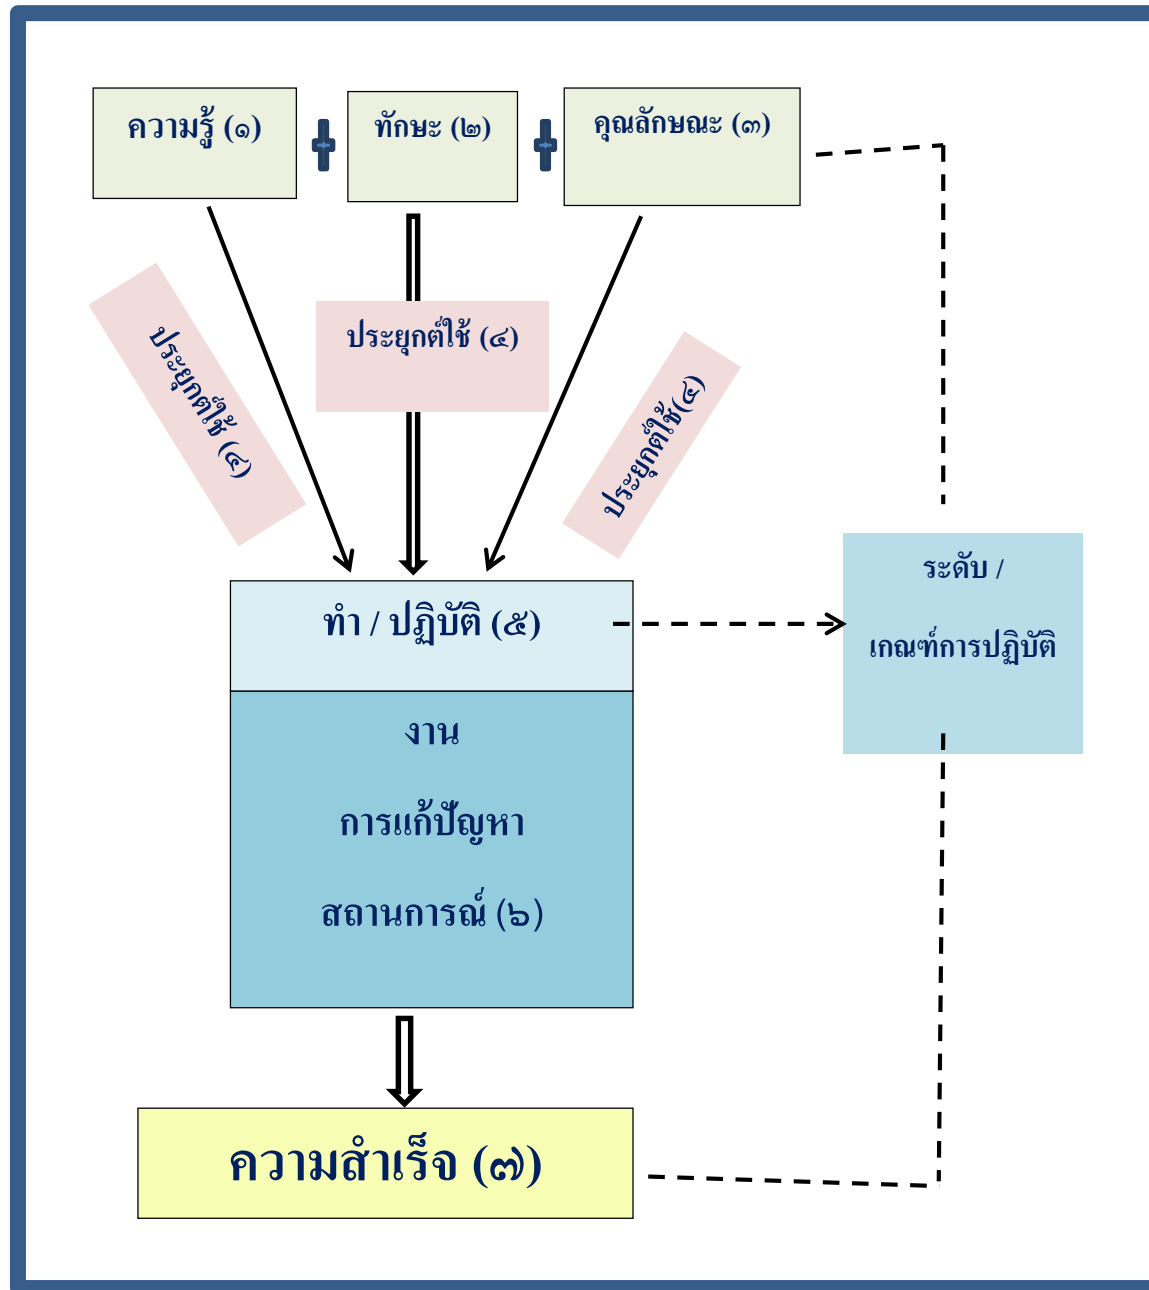 ความรู้ (๑)
ทักษะ (๒)
คุณลักษณะ (๓)
ประยุกต์ใช้ (๔)
ประยุกต์ใช้ (๔)
ประยุกต์ใช้(๔)
ทำ / ปฏิบัติ (๕)
ระดับ /
เกณฑ์การปฏิบัติ
งาน
การแก้ปัญหา
สถานการณ์ (๖)
ความสำเร็จ (๗)